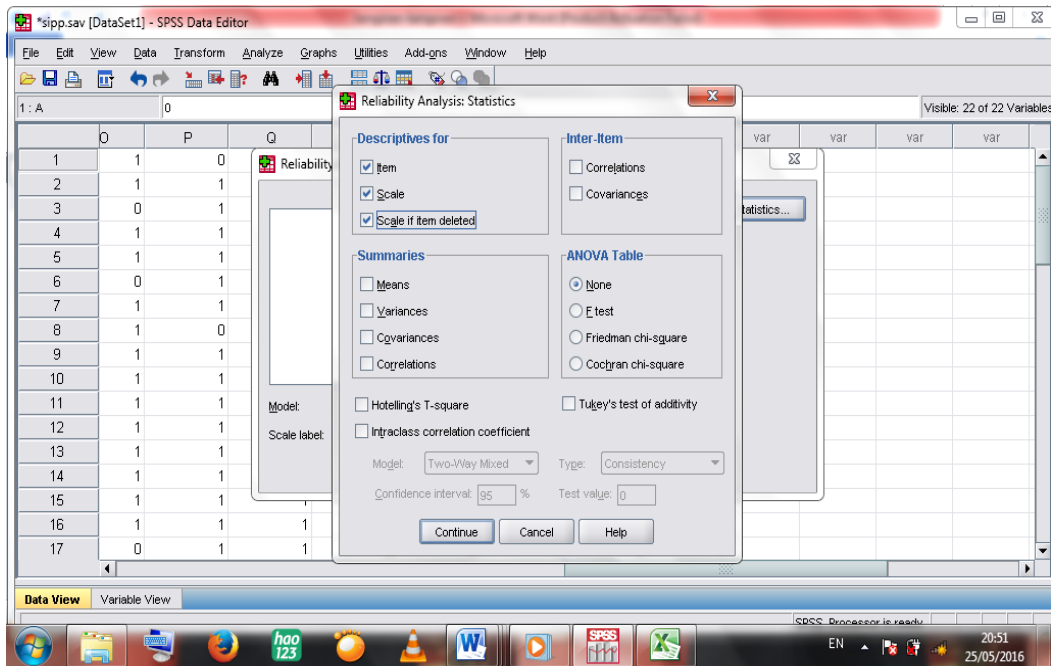 *sipp.sav [DataSet1] - SPSS Data Editor
File Edit View Data Transform Analyze Graphs Utilities Add-ons Window Help
1 : A 0 Visible: 22 of 22 Variables
O P Q var var var var
1 1 0
2 1 1
3 0 1
4 1 1
5 1 1
6 0 1
7 1 1
8 1 0
9 1 1
10 1 1
11 1 1
12 1 1
13 1 1
14 1 1
15 1 1
16 1 1 1
17 0 1 1
Reliability
tatistics...
Model:
Scale label:
Reliability Analysis: Statistics
Descriptives for
Item
Scale
Scale if item deleted
Inter-Item
Correlations
Covariances
Summaries
Means
Variances
Covariances
Correlations
ANOVA Table
None
F test
Friedman chi-square
Cochran chi-square
Hotelling's T-square
Tukey's test of additivity
Intraclass correlation coefficient
Model: Two-Way Mixed Type: Consistency
Confidence interval: 95 % Test value: 0
Continue Cancel Help
Data View Variable View
SPSS Processor is ready
hao 123
SPSS
EN
20:51
25/05/2016